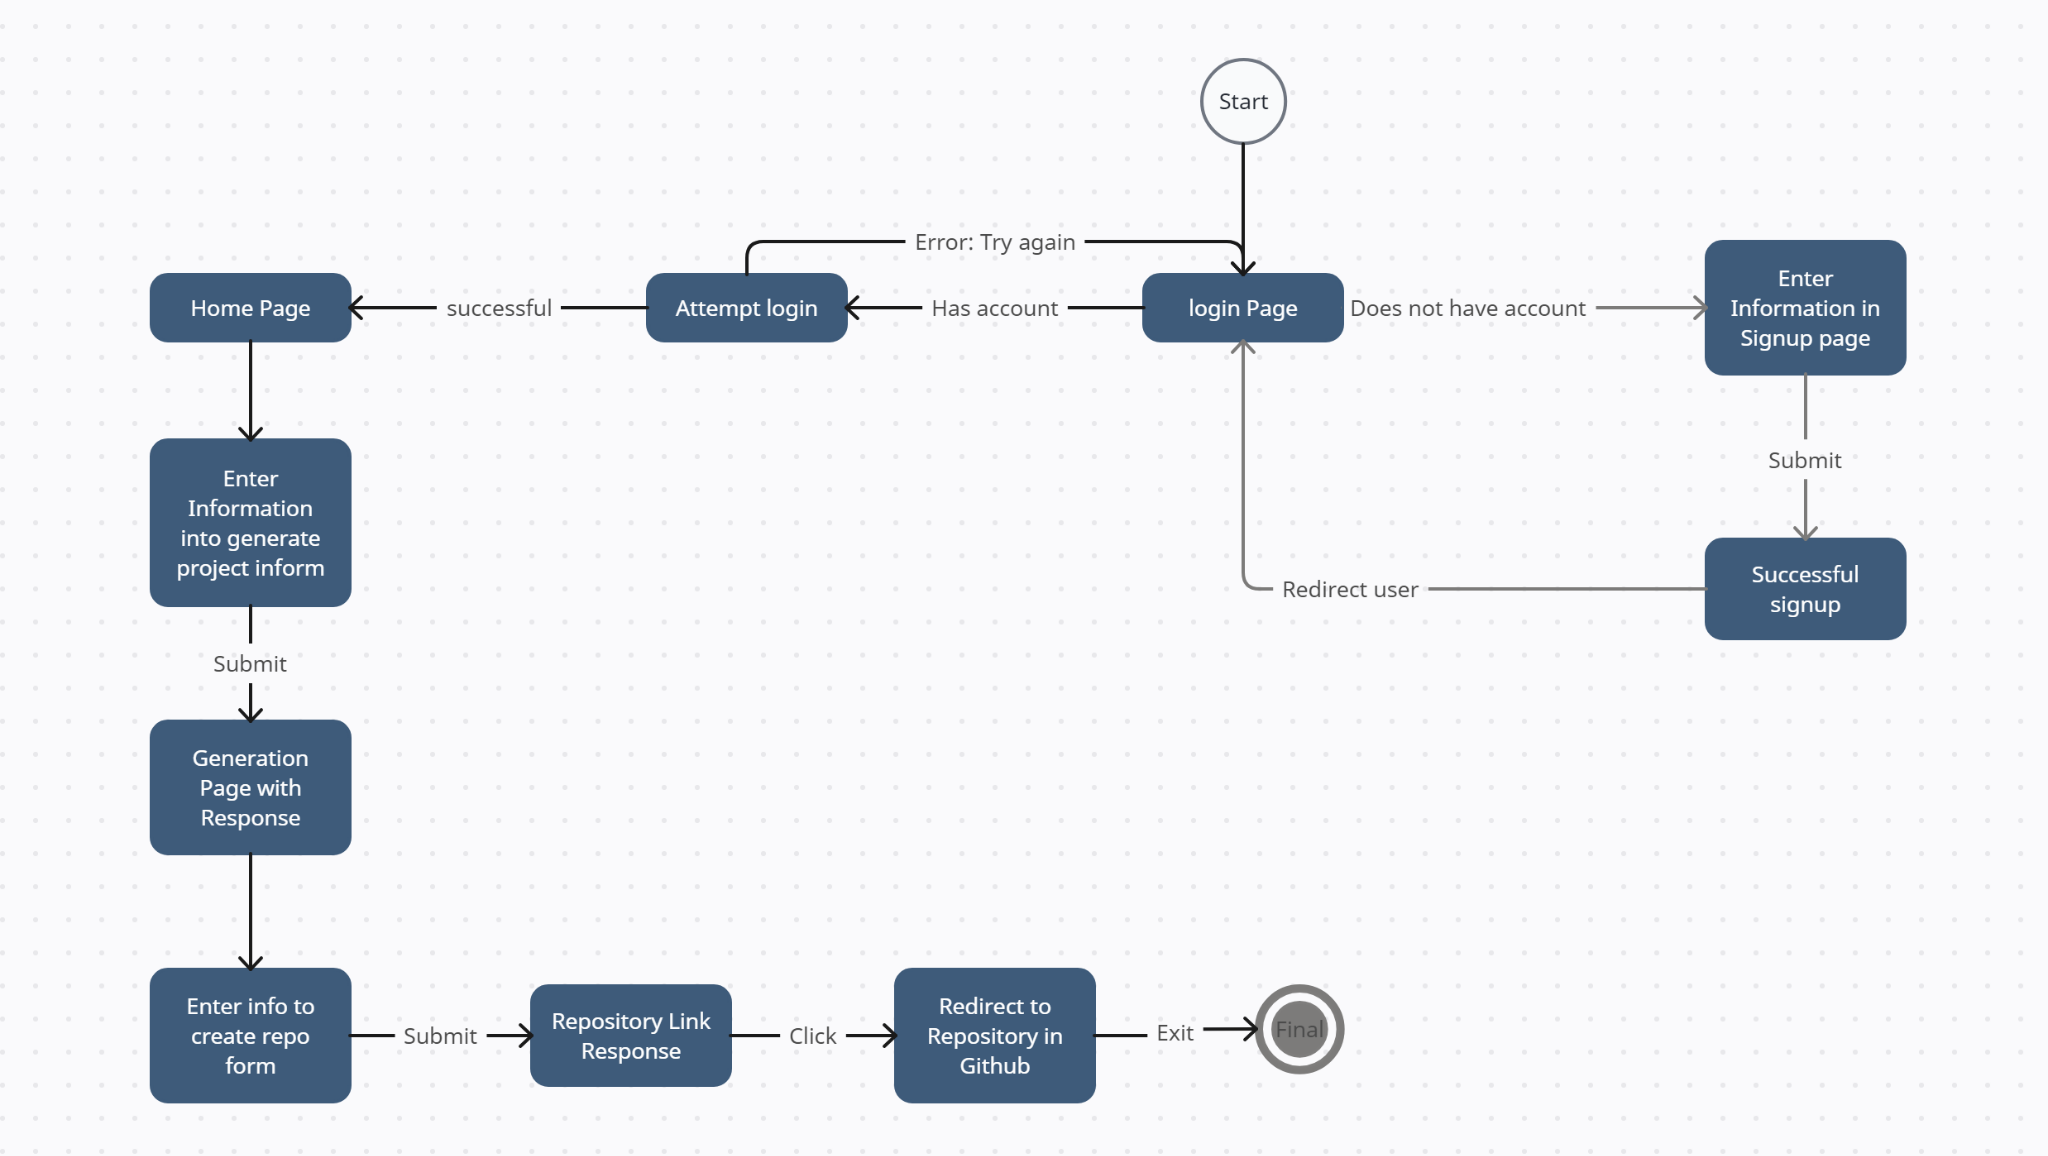 Start
Error: Try again
Home Page
successful
Attempt login
Has account
login Page
Does not have account
Enter
Information in
Signup page
Submit
Successful
signup
Redirect user
Enter
Information
into generate
project inform
Submit
Generation
Page with
Response
Enter info to
create repo
form
Submit
Repository Link
Response
Click
Redirect to
Repository in
Github
Exit
Final